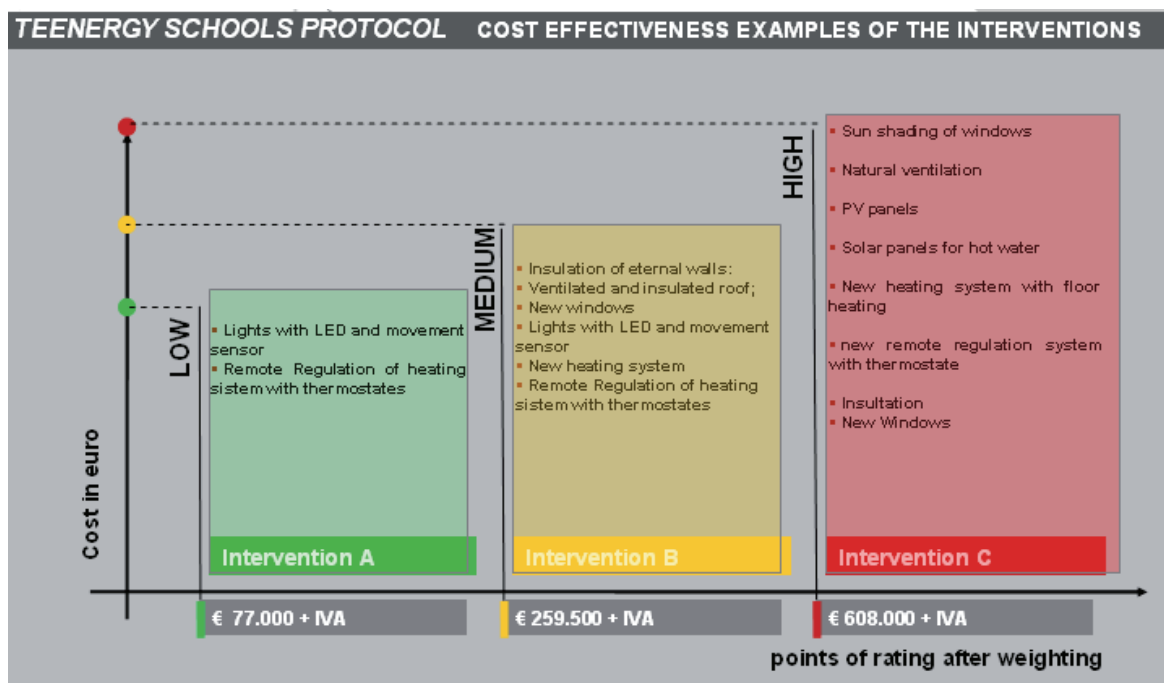 TEENERGY SCHOOLS PROTOCOL COST EFFECTIVENESS EXAMPLES OF THE INTERVENTIONS
Cost in euro
LOW
▪ Lights with LED and movement
sensor
▪ Remote Regulation of heating
sistem with thermostates
Intervention A
€ 77.000 + IVA
MEDIUM
▪ Insulation of eternal walls:
▪ Ventilated and insulated roof;
▪ New windows
▪ Lights with LED and movement
sensor
▪ New heating system
▪ Remote Regulation of heating
sistem with thermostates
Intervention B
€ 259.500 + IVA
HIGH
▪ Sun shading of windows
▪ Natural ventilation
▪ PV panels
▪ Solar panels for hot water
▪ New heating system with floor
heating
▪ new remote regulation system
with thermostate
▪ Insultation
▪ New Windows
Intervention C
€ 608.000 + IVA
points of rating after weighting